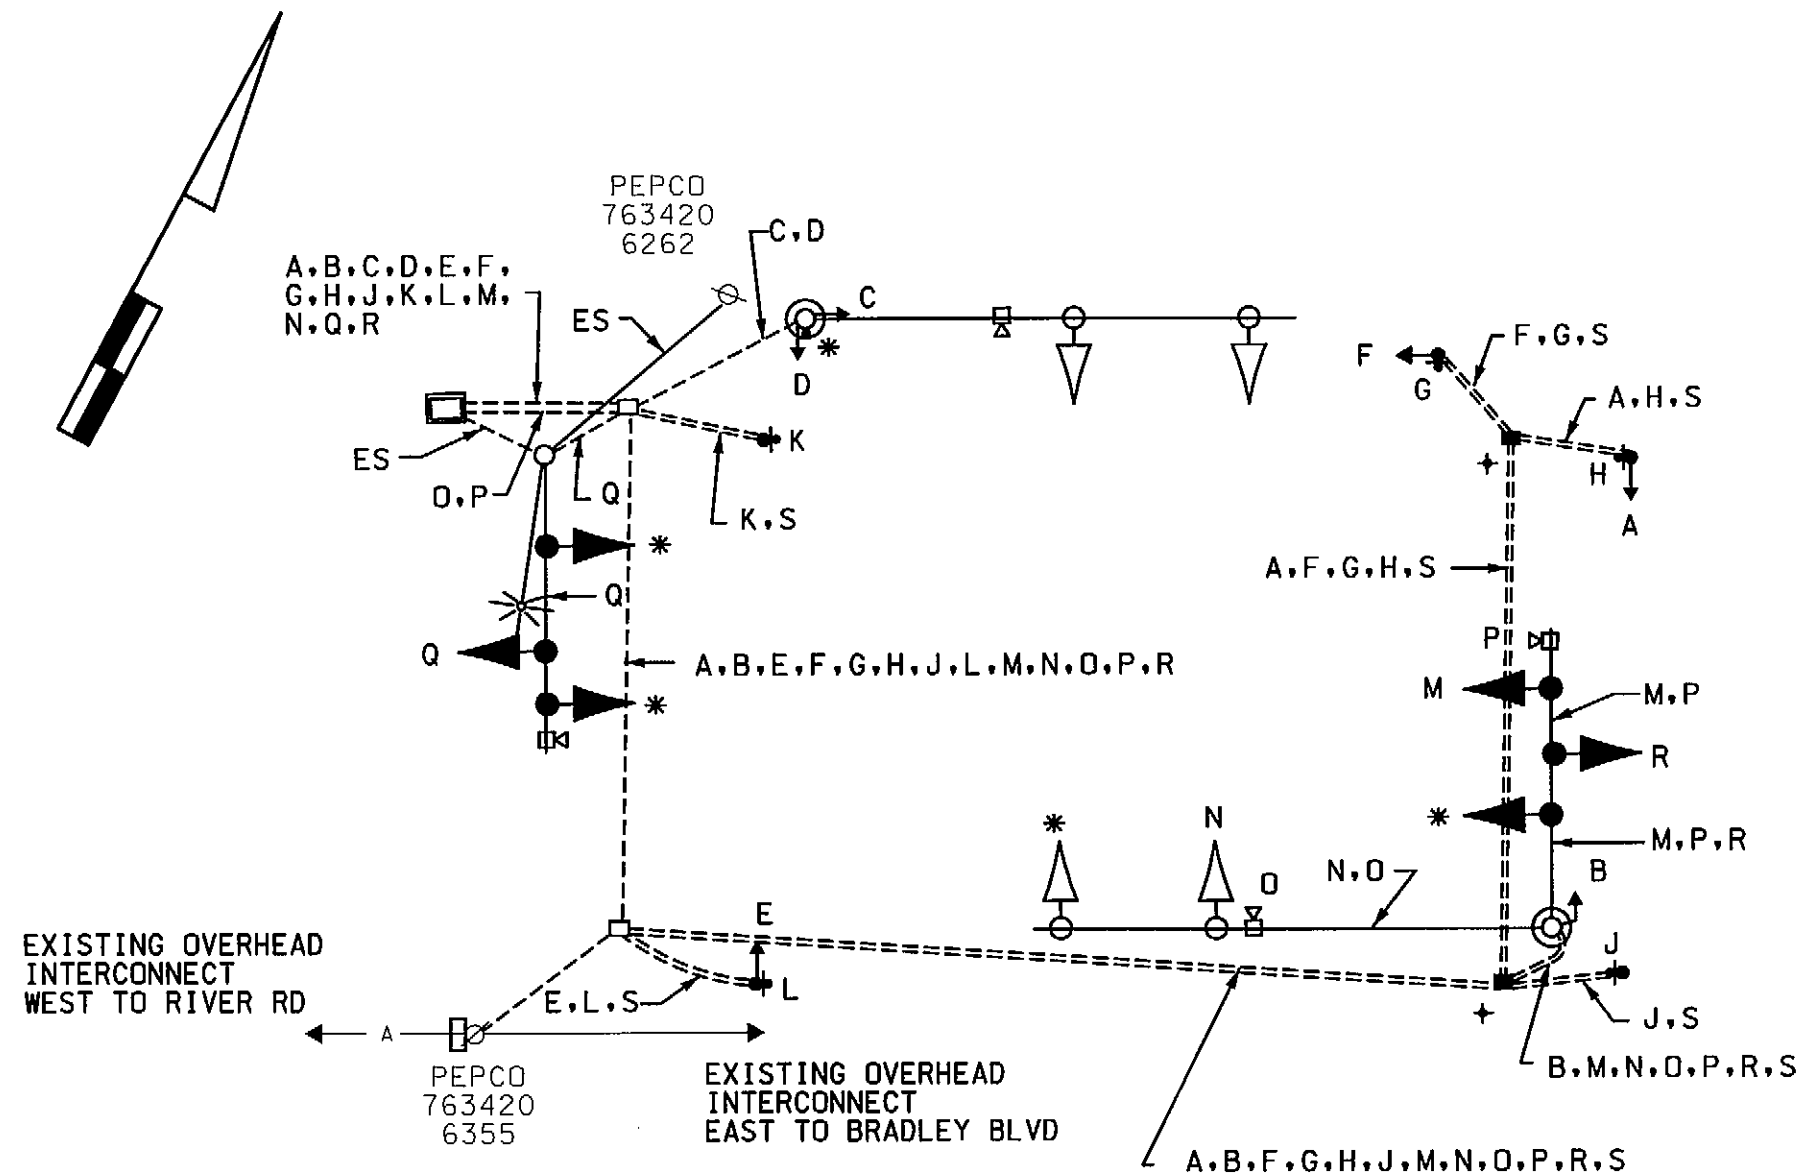 PEPCO
763420
6262
C,D
A,B,C,D,E,F,
G,H,J,K,L,M,
N,Q,R
ES
C
*
D
F
G
F,G,S
A,H,S
ES
O,P
Q
K
K,S
H
A
*
A,F,G,H,S
Q
Q
P
A,B,E,F,G,H,J,L,M,N,O,P,R
M
M,P
*
R
*
*
N
M,P,R
O
N,O
B
E
J
EXISTING OVERHEAD
INTERCONNECT
WEST TO RIVER RD
L
E,L,S
J,S
A
B,M,N,O,P,R,S
PEPCO
763420
6355
EXISTING OVERHEAD
INTERCONNECT
EAST TO BRADLEY BLVD
A,B,F,G,H,J,M,N,O,P,R,S